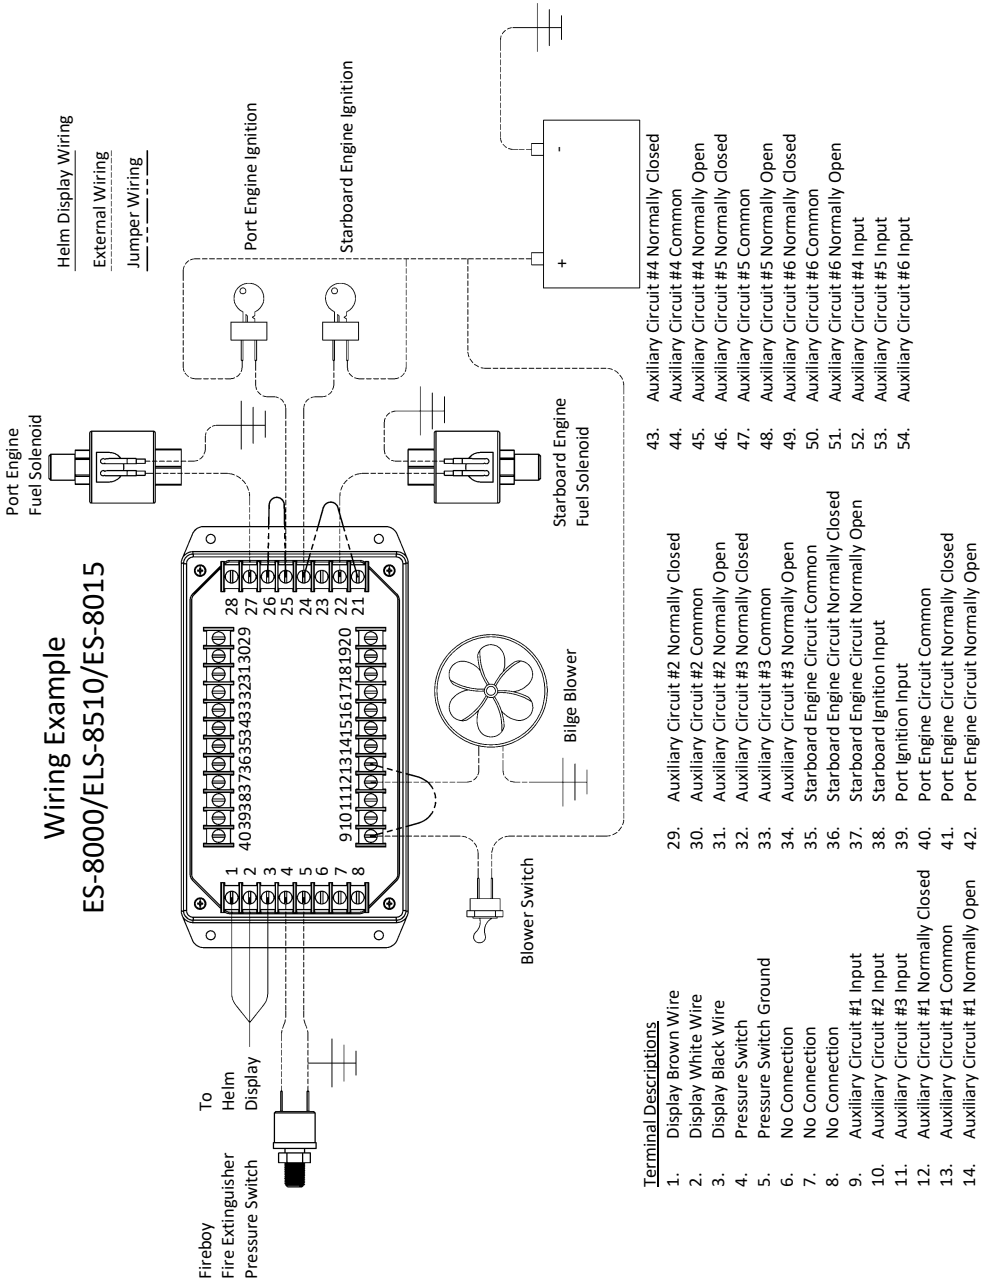 Wiring Example
ES-8000/ELS-8510/ES-8015
Port Engine
Fuel Solenoid
Helm Display Wiring
External Wiring
Jumper Wiring
Fireboy
Fire Extinguisher
Pressure Switch
To
Helm
Display
1
2
3
4
5
6
7
8
40 39 38 37 36 35 34 33 32 31 30 29
9 10 11 12 13 14 15 16 17 18 19 20
28
27
26
25
24
23
22
21
Port Engine Ignition
Starboard Engine Ignition
Blower Switch
Bilge Blower
Starboard Engine
Fuel Solenoid
+
-
Terminal Descriptions
1. Display Brown Wire
2. Display White Wire
3. Display Black Wire
4. Pressure Switch
5. Pressure Switch Ground
6. No Connection
7. No Connection
8. No Connection
9. Auxiliary Circuit #1 Input
10. Auxiliary Circuit #2 Input
11. Auxiliary Circuit #3 Input
12. Auxiliary Circuit #1 Normally Closed
13. Auxiliary Circuit #1 Common
14. Auxiliary Circuit #1 Normally Open
29. Auxiliary Circuit #2 Normally Closed
30. Auxiliary Circuit #2 Common
31. Auxiliary Circuit #2 Normally Open
32. Auxiliary Circuit #3 Normally Closed
33. Auxiliary Circuit #3 Common
34. Auxiliary Circuit #3 Normally Open
35. Starboard Engine Circuit Common
36. Starboard Engine Circuit Normally Closed
37. Starboard Engine Circuit Normally Open
38. Starboard Ignition Input
39. Port Ignition Input
40. Port Engine Circuit Common
41. Port Engine Circuit Normally Closed
42. Port Engine Circuit Normally Open
43. Auxiliary Circuit #4 Normally Closed
44. Auxiliary Circuit #4 Common
45. Auxiliary Circuit #4 Normally Open
46. Auxiliary Circuit #5 Normally Closed
47. Auxiliary Circuit #5 Common
48. Auxiliary Circuit #5 Normally Open
49. Auxiliary Circuit #6 Normally Closed
50. Auxiliary Circuit #6 Common
51. Auxiliary Circuit #6 Normally Open
52. Auxiliary Circuit #4 Input
53. Auxiliary Circuit #5 Input
54. Auxiliary Circuit #6 Input